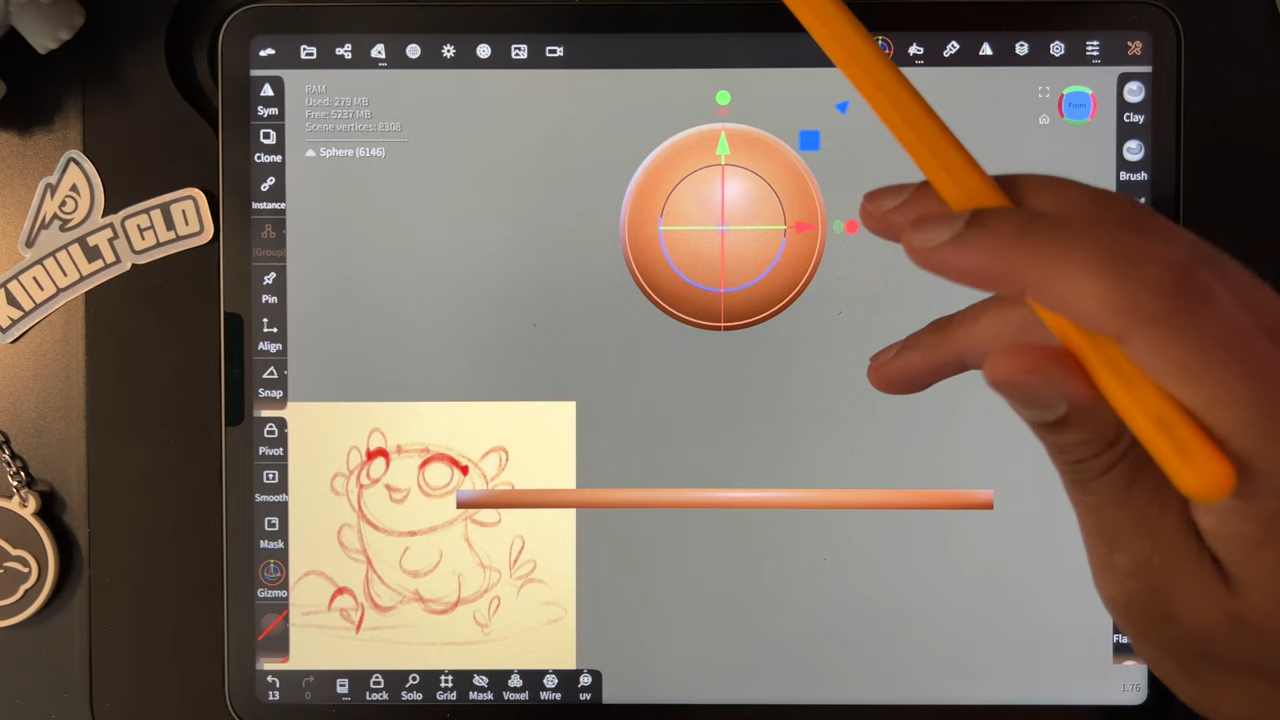 RAM
Used: 279 MB
Free: 5237 MB
Scene vertices: 8308
Sphere (6146)
Sym
Clone
Instance
(Group)
Pin
Align
Snap
Pivot
Smooth
Mask
Gizmo
Front
Clay
Brush
KIDULT CLO
13
0
Lock
Solo
Grid
Mask
Voxel
Wire
uv
Fla
1.76